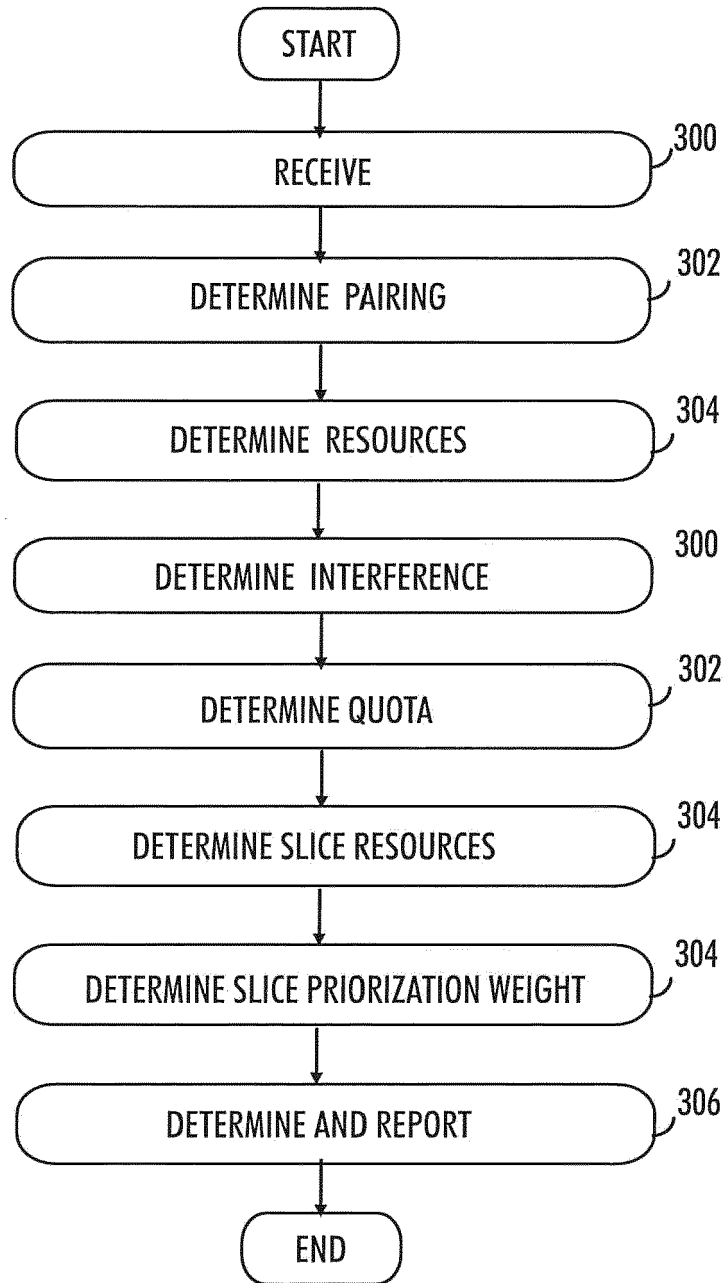 START
300
RECEIVE
302
DETERMINE PAIRING
304
DETERMINE RESOURCES
300
DETERMINE INTERFERENCE
302
DETERMINE QUOTA
304
DETERMINE SLICE RESOURCES
304
DETERMINE SLICE PRIORIZATION WEIGHT
306
DETERMINE AND REPORT
END